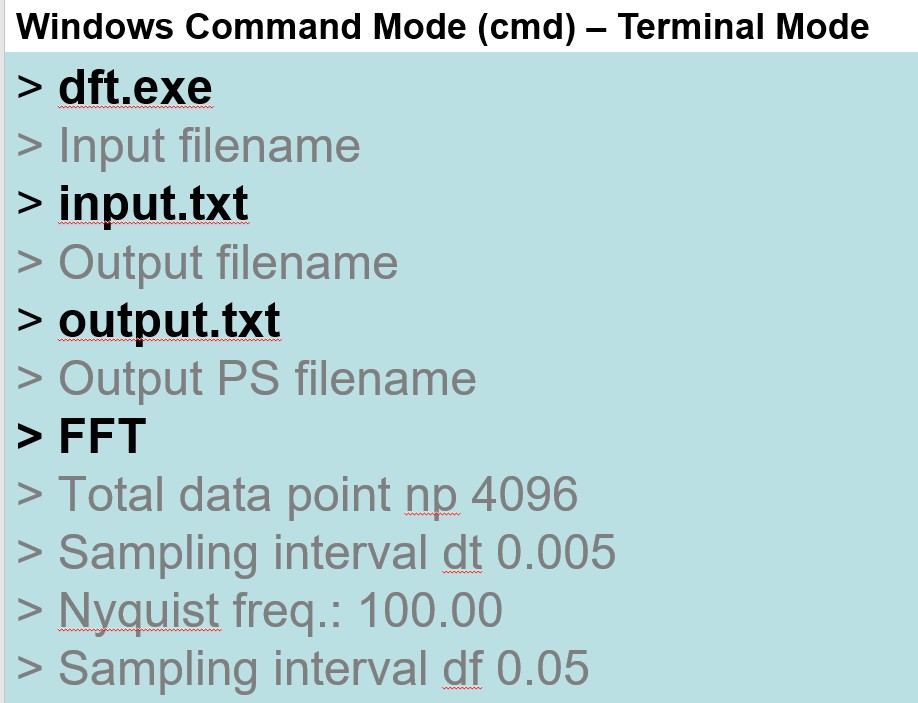 Windows Command Mode (cmd) – Terminal Mode
> dft.exe
> Input filename
> input.txt
> Output filename
> output.txt
> Output PS filename
> FFT
> Total data point np 4096
> Sampling interval dt 0.005
> Nyquist freq.: 100.00
> Sampling interval df 0.05